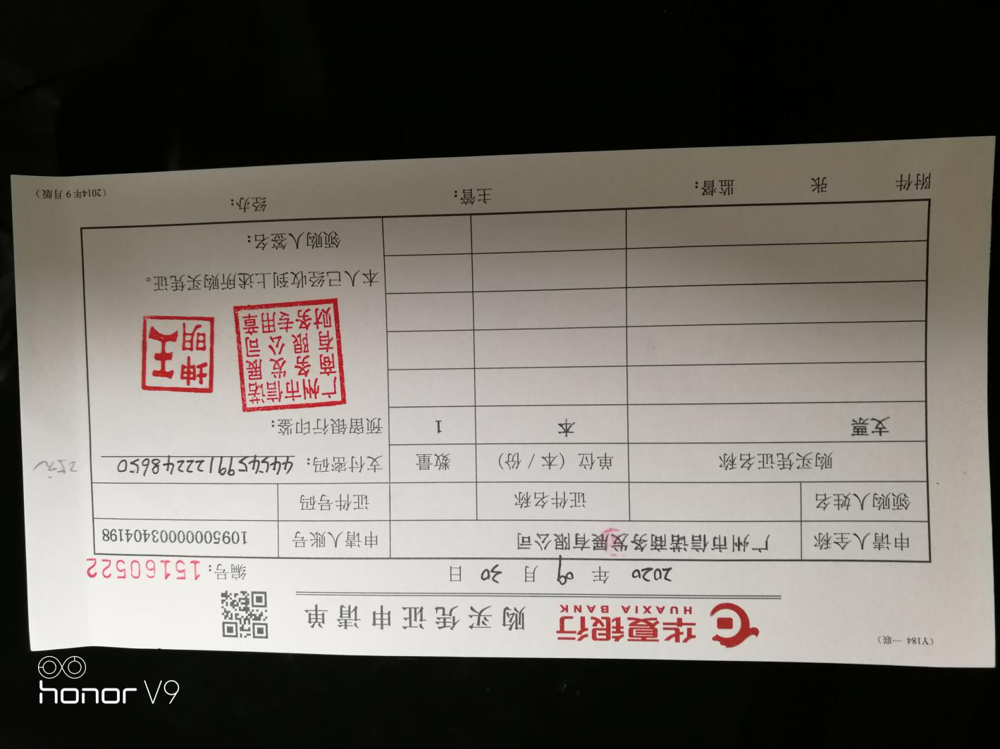 （Y184 一联）
华夏银行 购买凭证申请单
HUAXIA BANK
2020 年 09 月 30 日 编号：15160522
申请人全称 广州市信诺商务发展有限公司 申请人账号 10950000003404198
领购人姓名 证件名称 证件号码
购买凭证名称 单位（本/份） 数量 支付密码：4454599122248650
25元
支票 本 1 预留银行印鉴：
广州市信诺
商务发展
有限公司
财务专用章
坤王
明
本人已经收到上述所购买凭证。
领购人签名：
附件 张 监督： 主管： 经办：
（2014年9月版）
honor V9